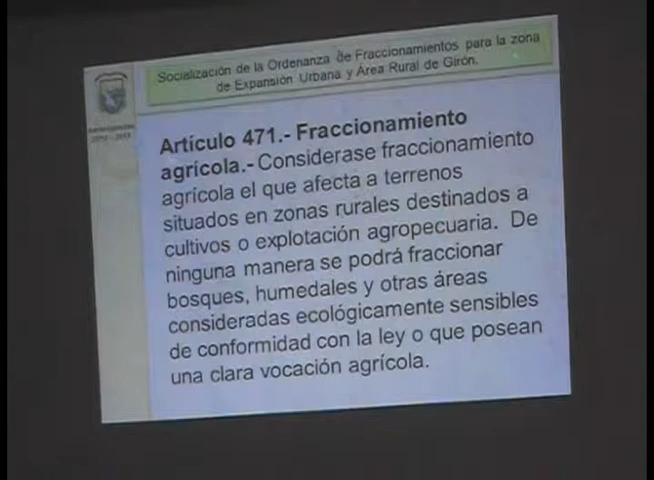 Socialización de la Ordenanza de Fraccionamientos para la zona
de Expansión Urbana y Área Rural de Girón.
Artículo 471.- Fraccionamiento
agrícola.- Considerase fraccionamiento
agrícola el que afecta a terrenos
situados en zonas rurales destinados a
cultivos o explotación agropecuaria. De
ninguna manera se podrá fraccionar
bosques, humedales y otras áreas
consideradas ecológicamente sensibles
de conformidad con la ley o que posean
una clara vocación agrícola.